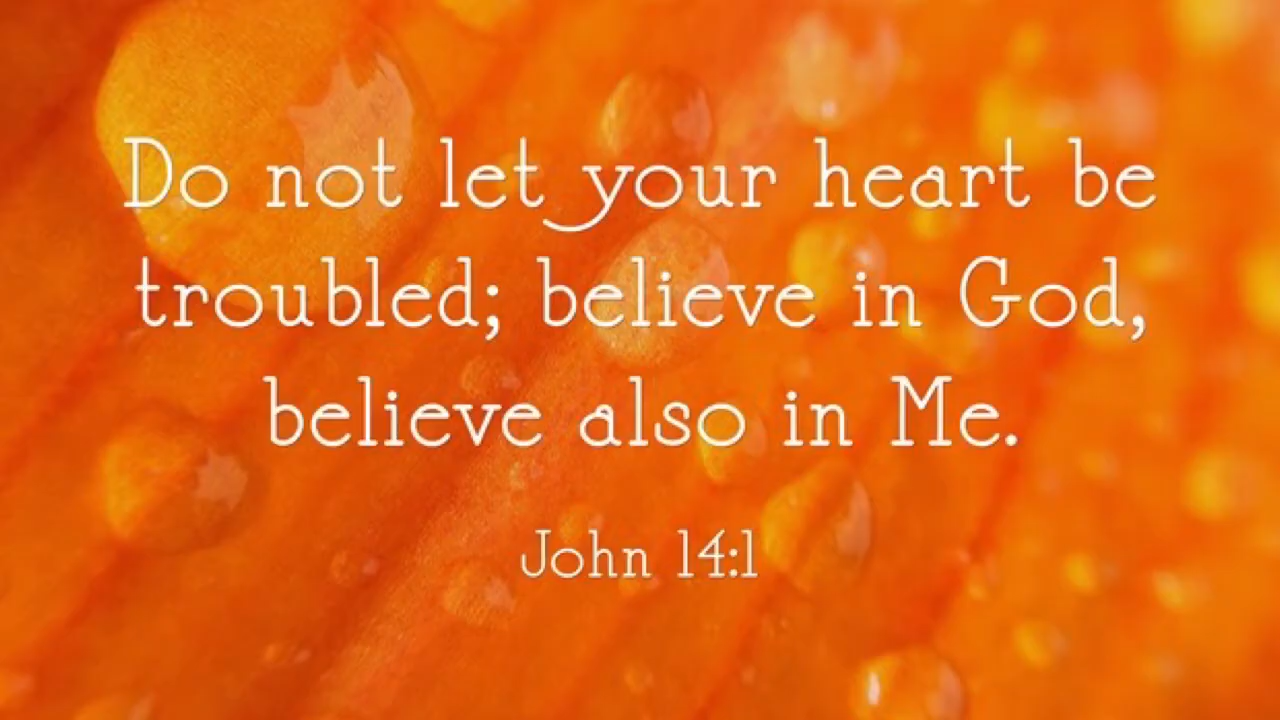 Do not let your heart be
troubled; believe in God,
believe also in Me.
John 14:1